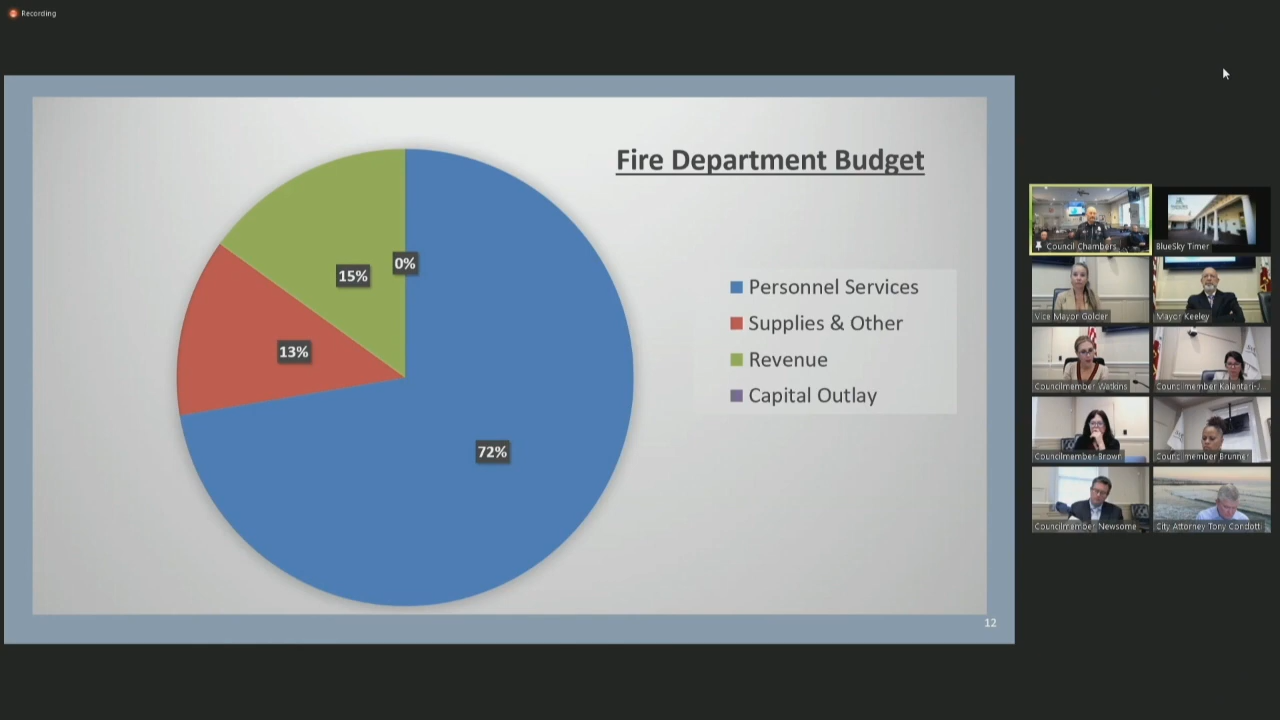 Recording
Fire Department Budget
0%
15%
13%
72%
Personnel Services
Supplies & Other
Revenue
Capital Outlay
12
Council Chambers
BlueSky Timer
Vice Mayor Golder
Mayor Keeley
Councilmember Watkins
Councilmember Kalantari-J...
Councilmember Brown
Councilmember Brunner
Councilmember Newsome
City Attorney Tony Condotti